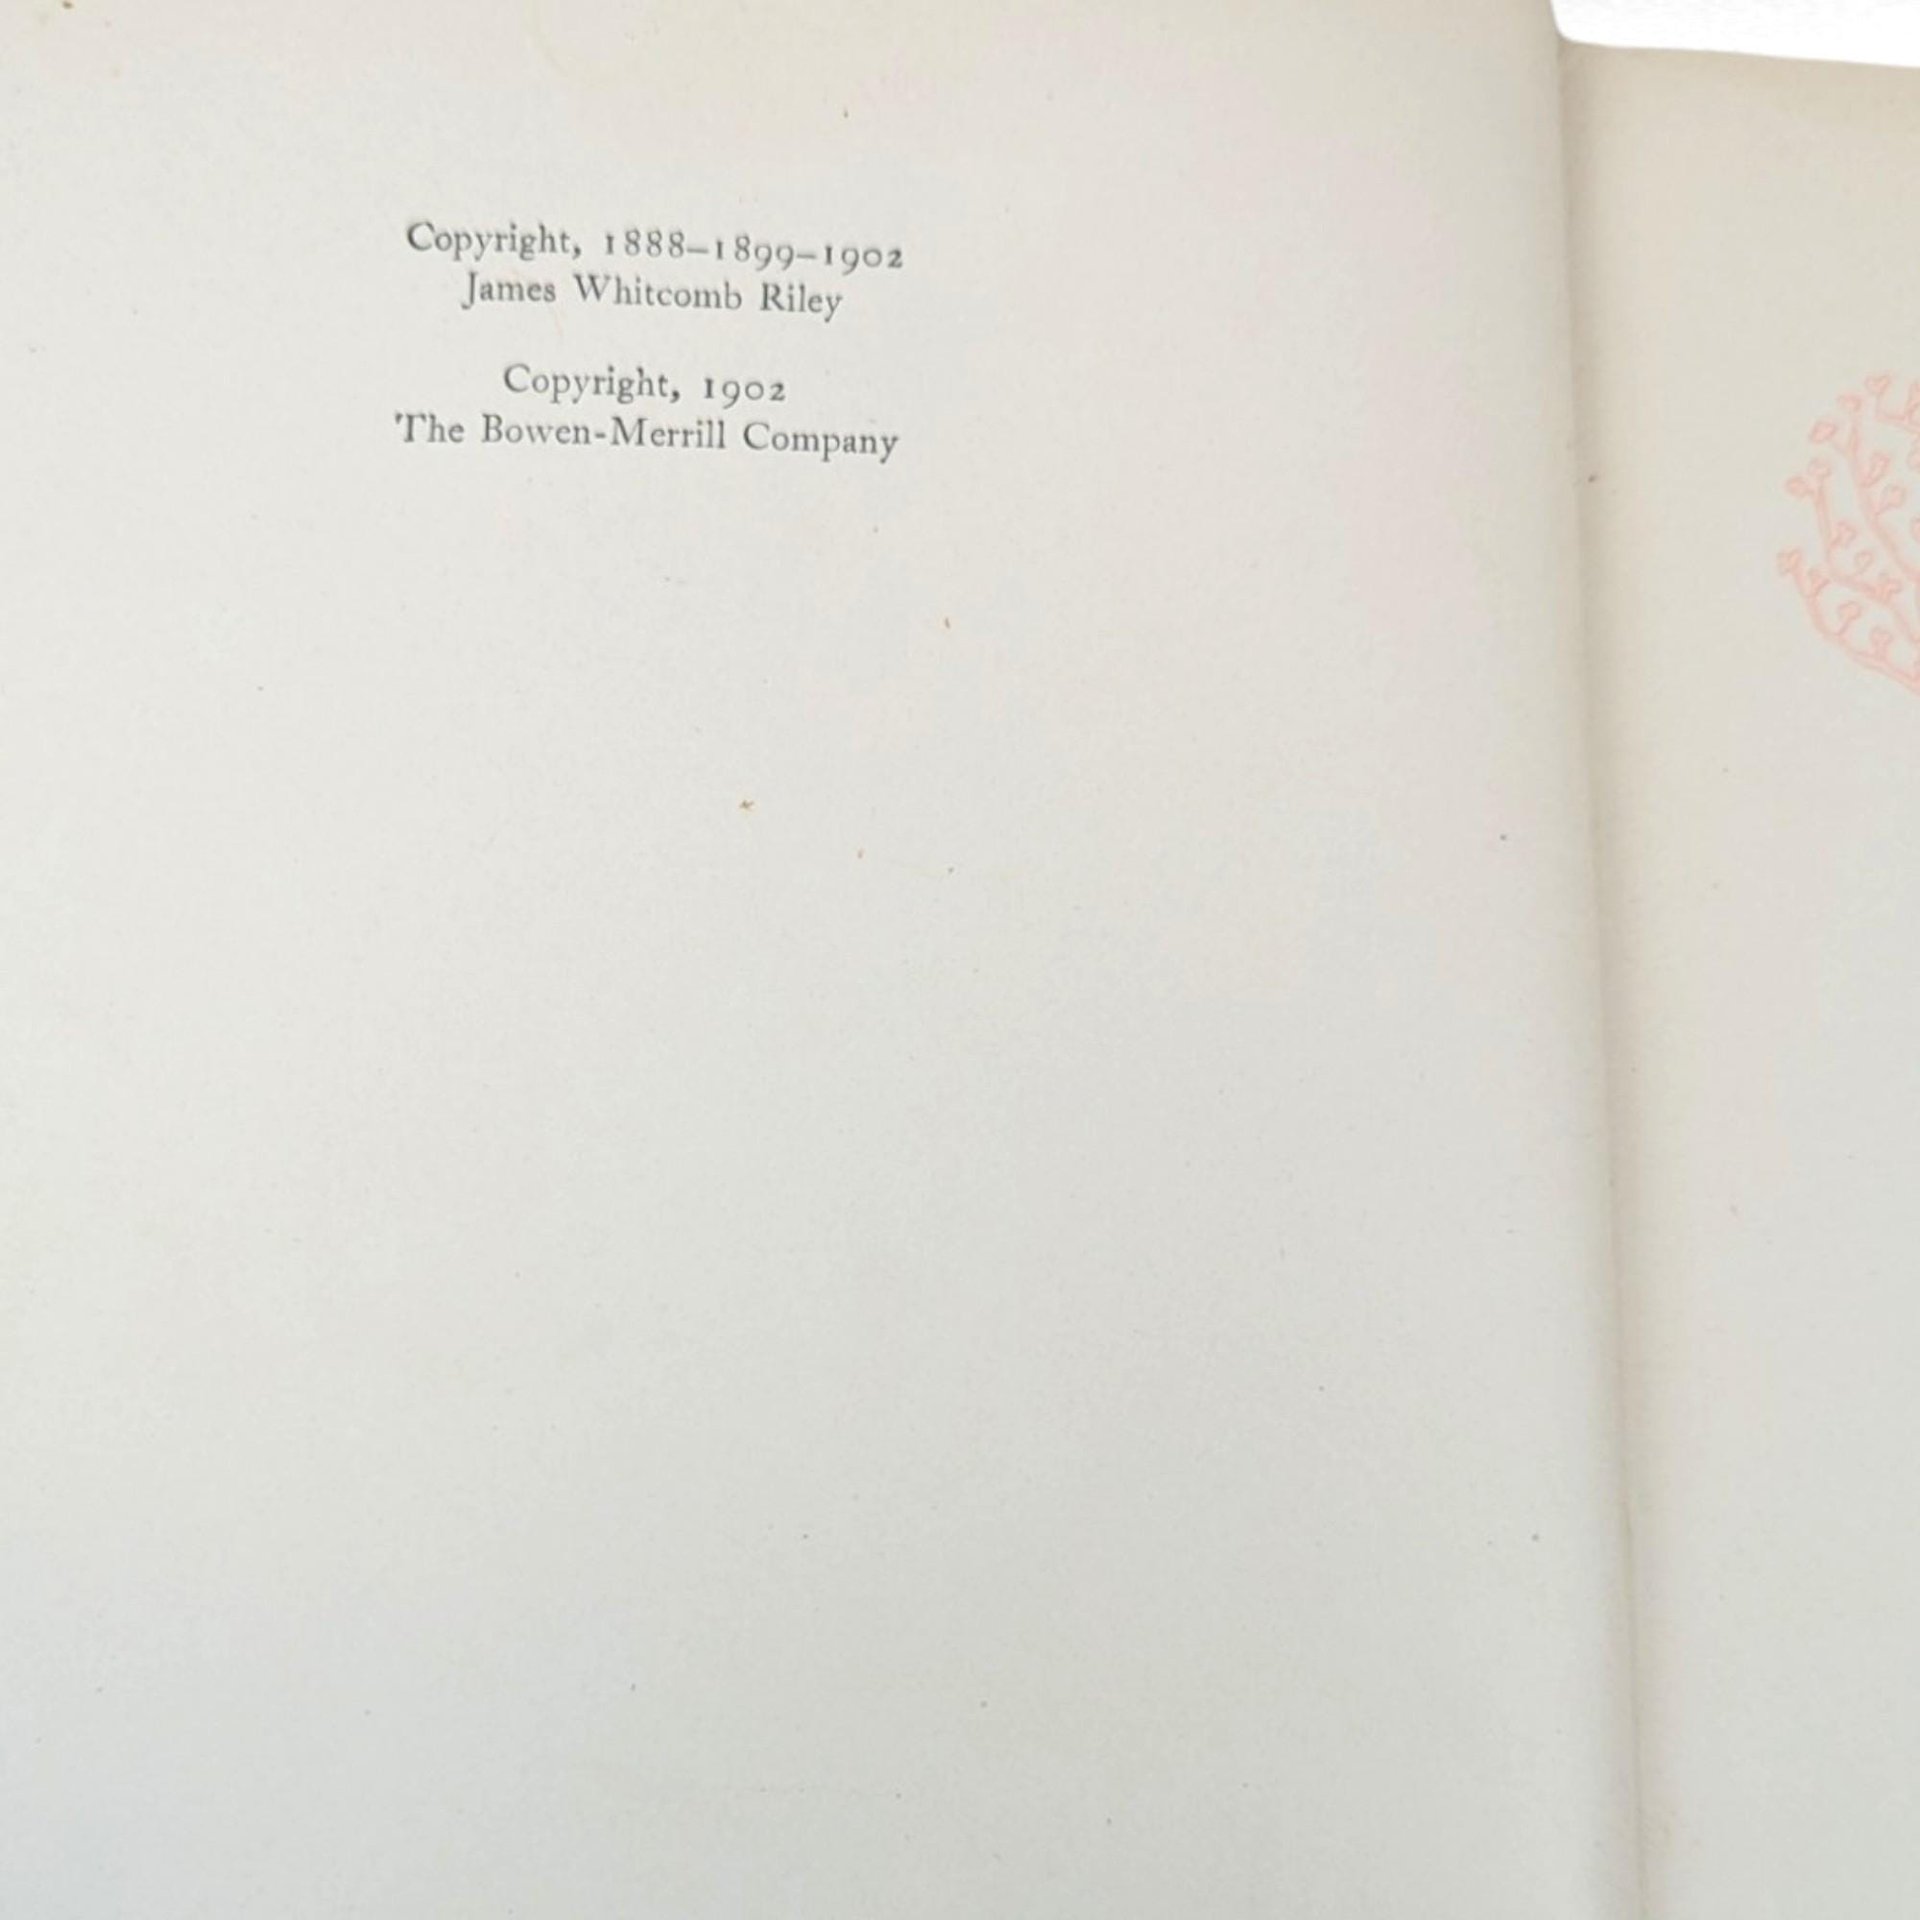 Copyright, 1888–1899–1902
James Whitcomb Riley
Copyright, 1902
The Bowen-Merrill Company